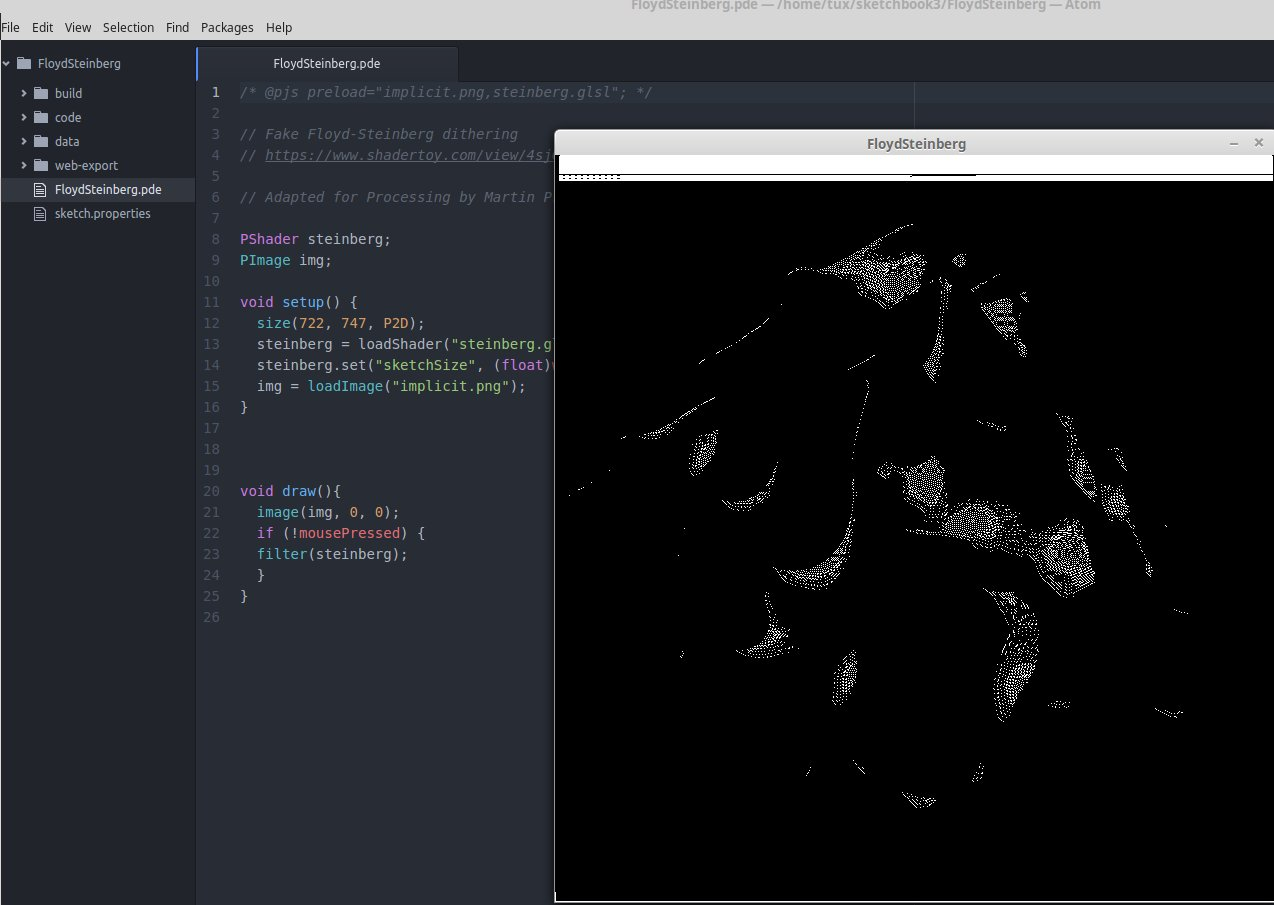 FloydSteinberg.pde — /home/tux/sketchbook3/FloydSteinberg — Atom
File Edit View Selection Find Packages Help
FloydSteinberg
build
code
data
web-export
FloydSteinberg.pde
sketch.properties
FloydSteinberg.pde
1 /* @pjs preload="implicit.png,steinberg.glsl"; */
2
3 // Fake Floyd-Steinberg dithering
4 // https://www.shadertoy.com/view/4sj
5
6 // Adapted for Processing by Martin P
7
8 PShader steinberg;
9 PImage img;
10
11 void setup() {
12 size(722, 747, P2D);
13 steinberg = loadShader("steinberg.gl
14 steinberg.set("sketchSize", (float)
15 img = loadImage("implicit.png");
16 }
17
18
19
20 void draw(){
21 image(img, 0, 0);
22 if (!mousePressed) {
23 filter(steinberg);
24 }
25 }
26
FloydSteinberg